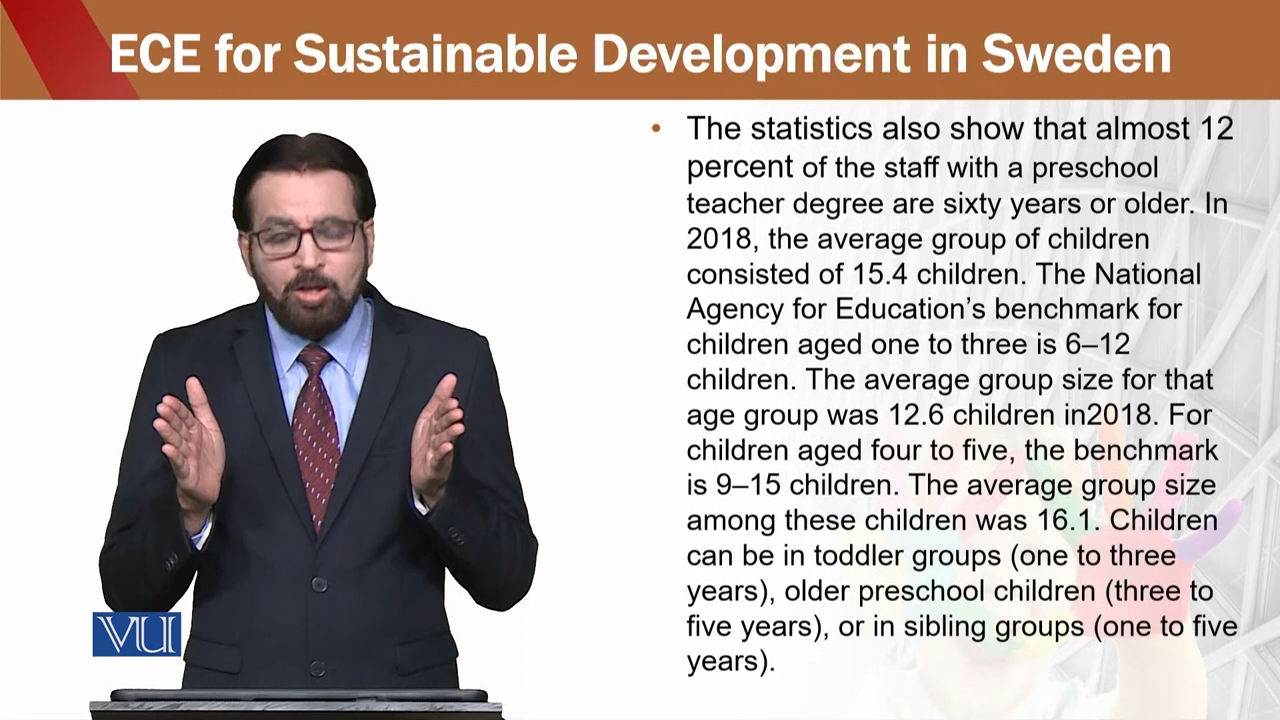 ECE for Sustainable Development in Sweden
• The statistics also show that almost 12
percent of the staff with a preschool
teacher degree are sixty years or older. In
2018, the average group of children
consisted of 15.4 children. The National
Agency for Education’s benchmark for
children aged one to three is 6–12
children. The average group size for that
age group was 12.6 children in2018. For
children aged four to five, the benchmark
is 9–15 children. The average group size
among these children was 16.1. Children
can be in toddler groups (one to three
years), older preschool children (three to
five years), or in sibling groups (one to five
years).
VU